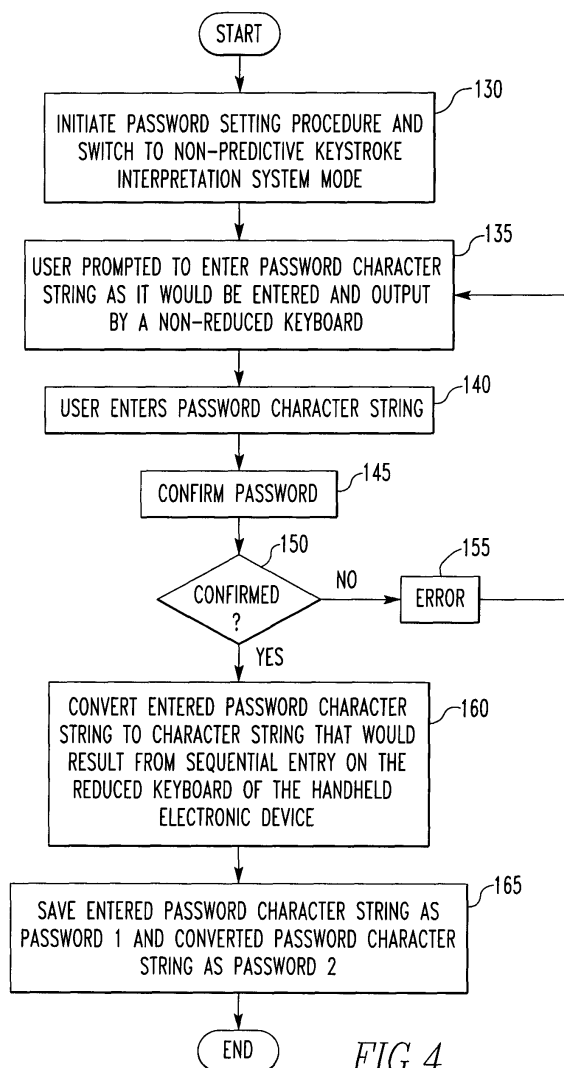 START
130
INITIATE PASSWORD SETTING PROCEDURE AND
SWITCH TO NON-PREDICTIVE KEYSTROKE
INTERPRETATION SYSTEM MODE
135
USER PROMPTED TO ENTER PASSWORD CHARACTER
STRING AS IT WOULD BE ENTERED AND OUTPUT
BY A NON-REDUCED KEYBOARD
140
USER ENTERS PASSWORD CHARACTER STRING
145
CONFIRM PASSWORD
150
155
CONFIRMED
?
NO
ERROR
YES
160
CONVERT ENTERED PASSWORD CHARACTER
STRING TO CHARACTER STRING THAT WOULD
RESULT FROM SEQUENTIAL ENTRY ON THE
REDUCED KEYBOARD OF THE HANDHELD
ELECTRONIC DEVICE
165
SAVE ENTERED PASSWORD CHARACTER STRING AS
PASSWORD 1 AND CONVERTED PASSWORD CHARACTER
STRING AS PASSWORD 2
END
FIG.4